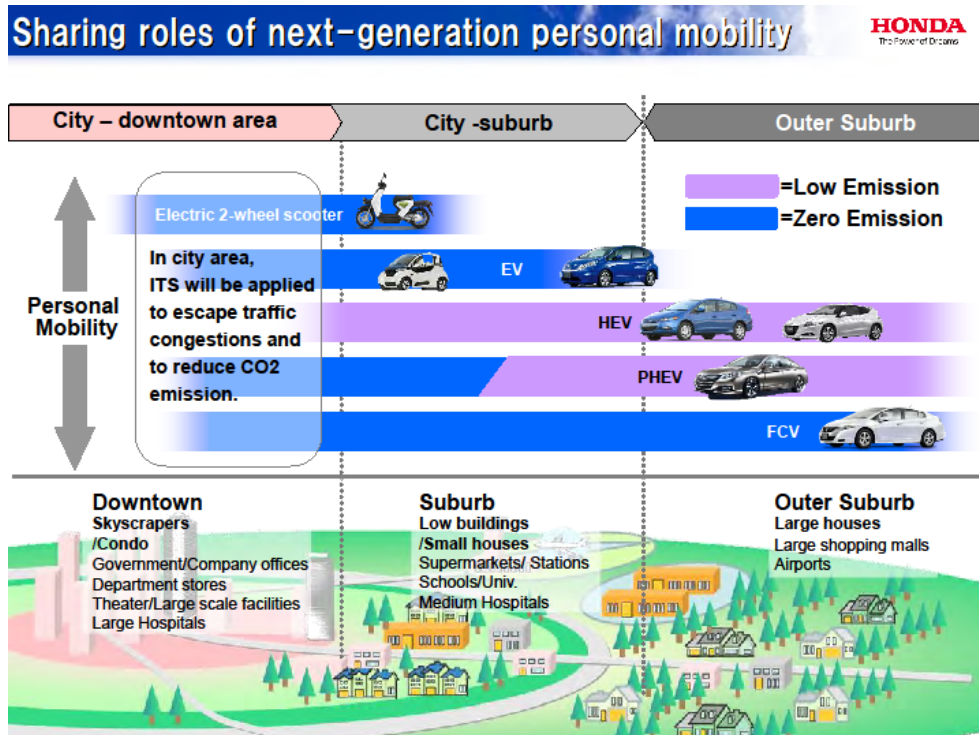 Sharing roles of next-generation personal mobility
HONDA
The Power of Dreams
City – downtown area
City -suburb
Outer Suburb
=Low Emission
=Zero Emission
Electric 2-wheel scooter
In city area,
ITS will be applied
to escape traffic
congestions and
to reduce CO2
emission.
Personal
Mobility
EV
HEV
PHEV
FCV
Downtown
Skyscrapers
/Condo
Government/Company offices
Department stores
Theater/Large scale facilities
Large Hospitals
Suburb
Low buildings
/Small houses
Supermarkets/ Stations
Schools/Univ.
Medium Hospitals
Outer Suburb
Large houses
Large shopping malls
Airports